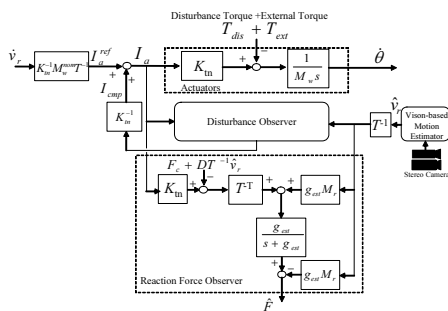 Disturbance Torque +External Torque
T_dis + T_ext
v̇_r
K_tn^-1 M_w^mom T^-1
I_a^ref
I_a
K_tn
1 / M_w s
θ̇
Actuators
I_cmp
K_tn^-1
Disturbance Observer
T^-1
v̂_r
Vison-based
Motion
Estimator
Stereo Camera
F_c + DT^-1 v̂_r
K_tn
T^-T
g_est M_r
g_est / s + g_est
g_est M_r
Reaction Force Observer
F̂